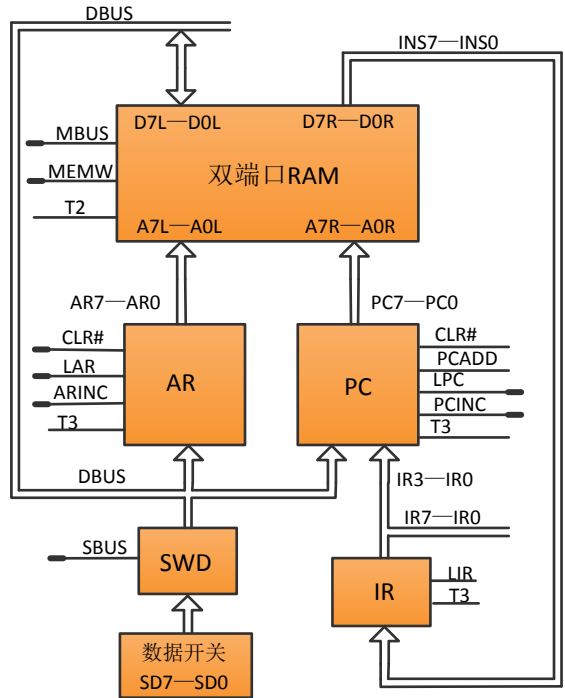 DBUS
INS7—INS0
D7L—D0L
D7R—D0R
MBUS
MEMW
双端口RAM
T2
A7L—A0L
A7R—A0R
AR7—AR0
PC7—PC0
CLR#
LAR
ARINC
T3
AR
PC
CLR#
PCADD
LPC
PCINC
T3
DBUS
IR3—IR0
IR7—IR0
SBUS
SWD
IR
LIR
T3
数据开关
SD7—SD0